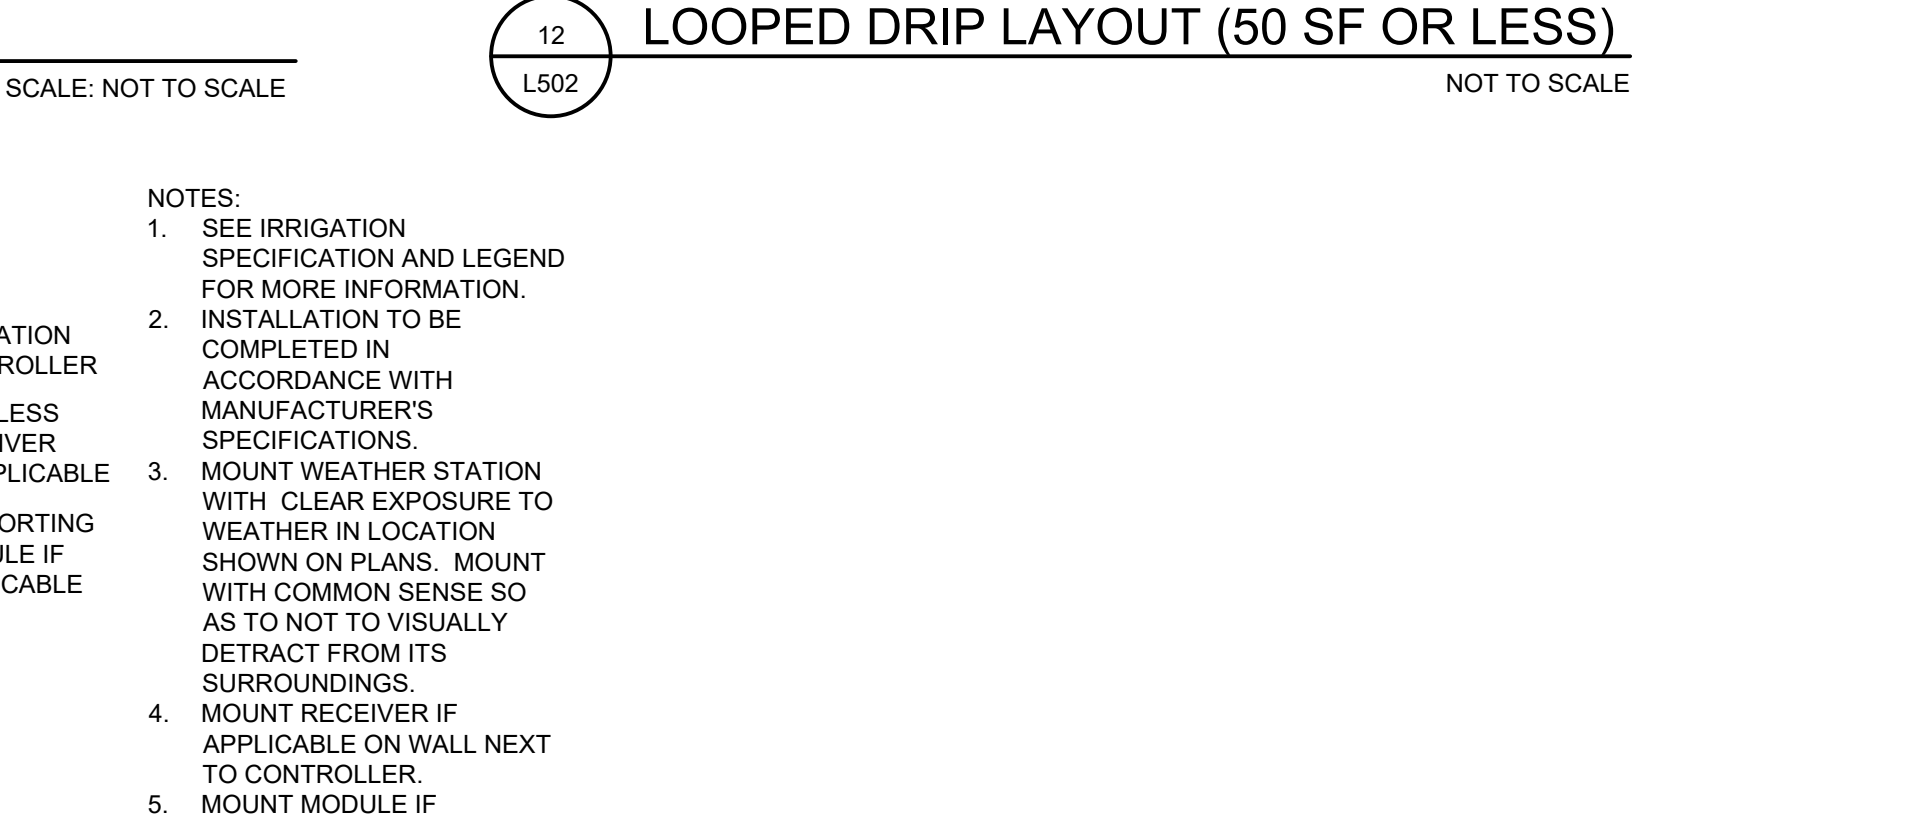 12
L502
LOOPED DRIP LAYOUT (50 SF OR LESS)
NOT TO SCALE
SCALE: NOT TO SCALE
ATION
ROLLER
LESS
IVER
PLICABLE
ORTING
ULE IF
CABLE
NOTES:
1. SEE IRRIGATION
SPECIFICATION AND LEGEND
FOR MORE INFORMATION.
2. INSTALLATION TO BE
COMPLETED IN
ACCORDANCE WITH
MANUFACTURER'S
SPECIFICATIONS.
3. MOUNT WEATHER STATION
WITH  CLEAR EXPOSURE TO
WEATHER IN LOCATION
SHOWN ON PLANS.  MOUNT
WITH COMMON SENSE SO
AS TO NOT TO VISUALLY
DETRACT FROM ITS
SURROUNDINGS.
4. MOUNT RECEIVER IF
APPLICABLE ON WALL NEXT
TO CONTROLLER.
5. MOUNT MODULE IF